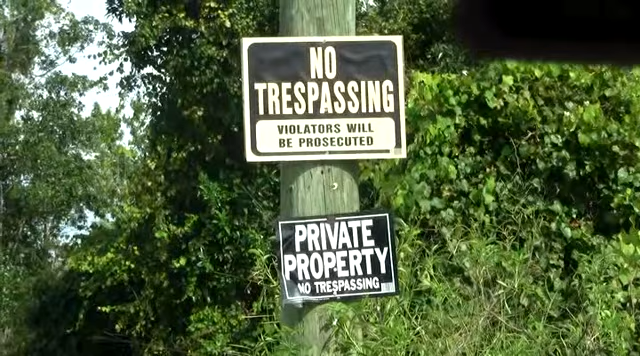 NO
TRESPASSING
VIOLATORS WILL
BE PROSECUTED
PRIVATE
PROPERTY
NO TRESPASSING